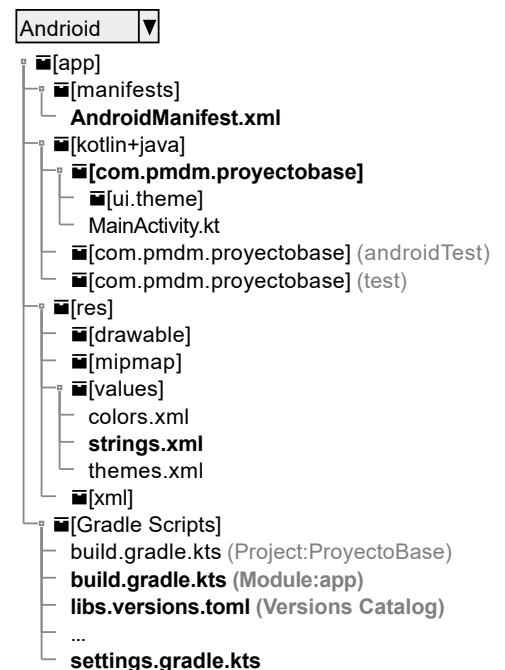 Andrioid
[app]
[manifests]
AndroidManifest.xml
[kotlin+java]
[com.pmdm.proyectobase]
[ui.theme]
MainActivity.kt
[com.pmdm.proyectobase] (androidTest)
[com.pmdm.proyectobase] (test)
[res]
[drawable]
[mipmap]
[values]
colors.xml
strings.xml
themes.xml
[xml]
[Gradle Scripts]
build.gradle.kts (Project:ProyectoBase)
build.gradle.kts (Module:app)
libs.versions.toml (Versions Catalog)
...
settings.gradle.kts